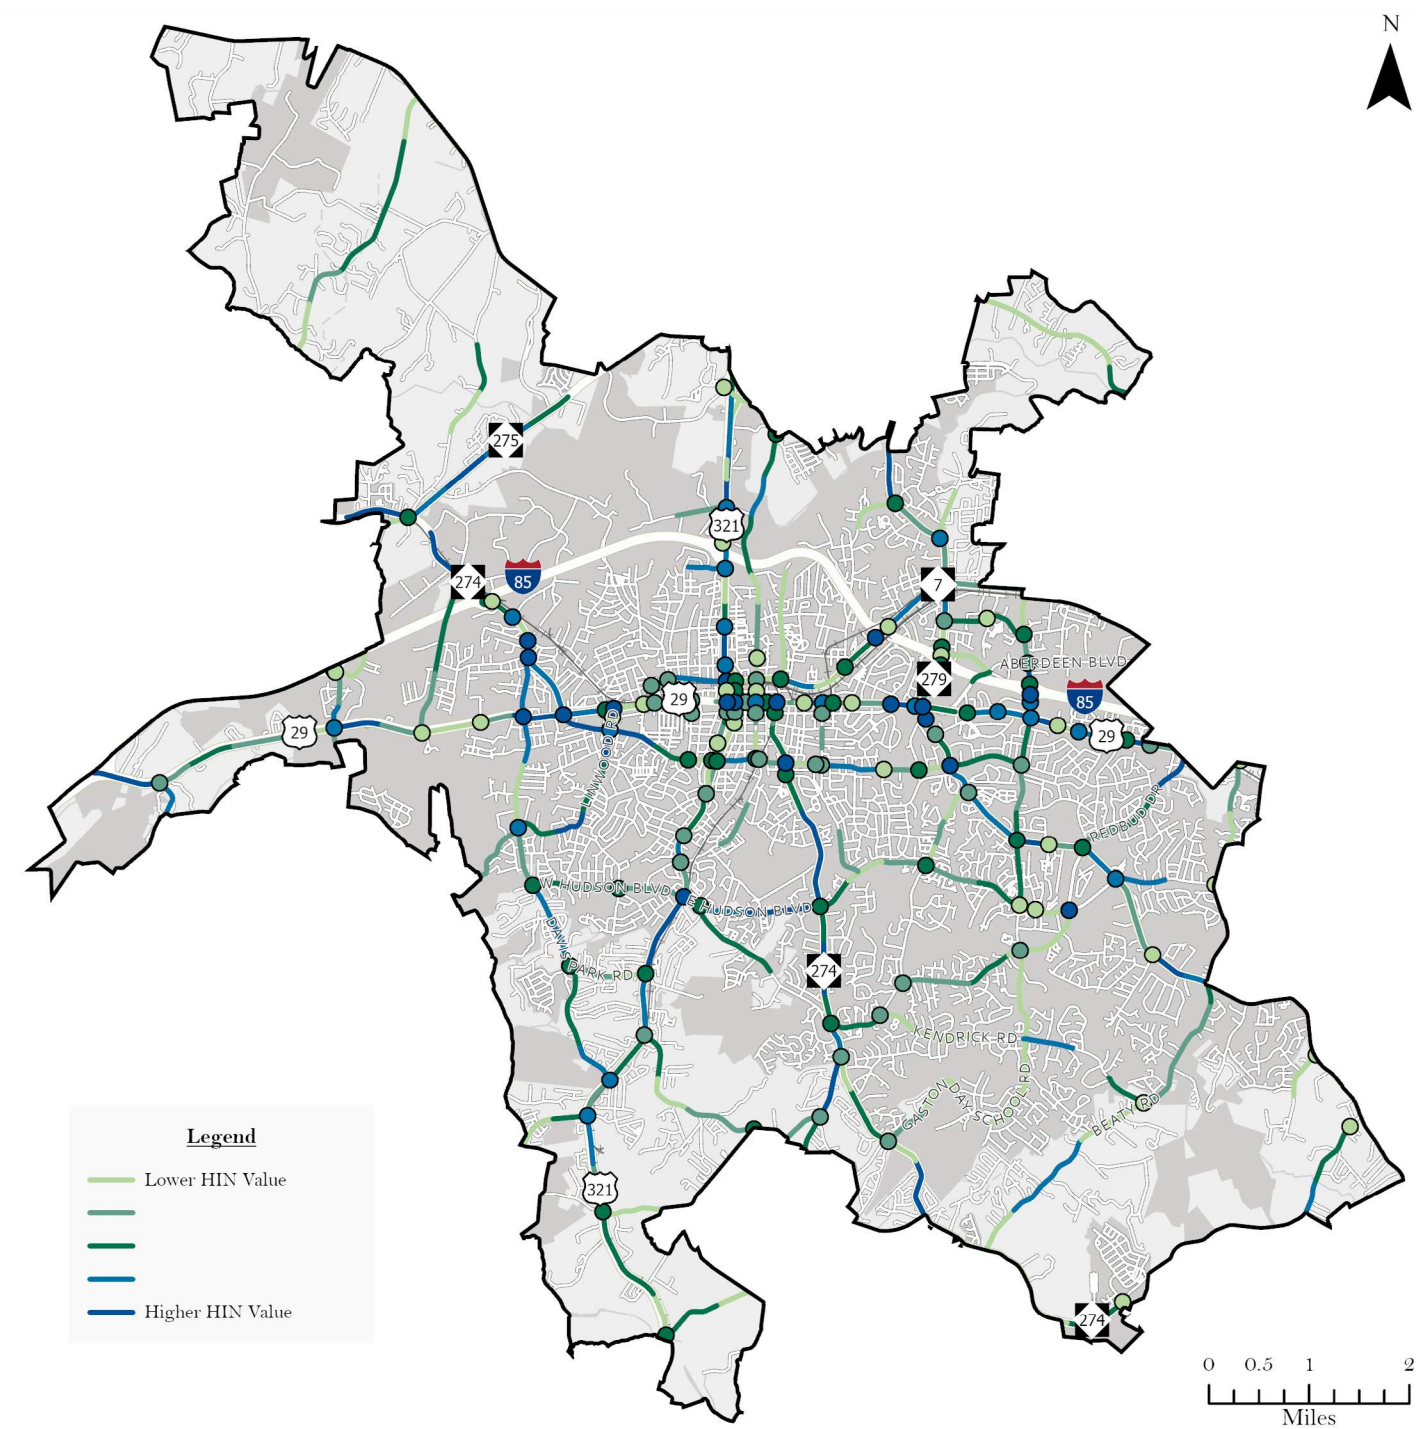 N
275
321
274
85
7
ABERDEEN BLVD
279
29
85
29
29
LINWOOD RD
REDBUD DR
W HUDSON BLVD
E HUDSON BLVD
DAVIS PARK RD
274
KENDRICK RD
GASTON DAY SCHOOL RD
BEATY RD
Legend
Lower HIN Value
Higher HIN Value
321
274
0 0.5 1 2
Miles